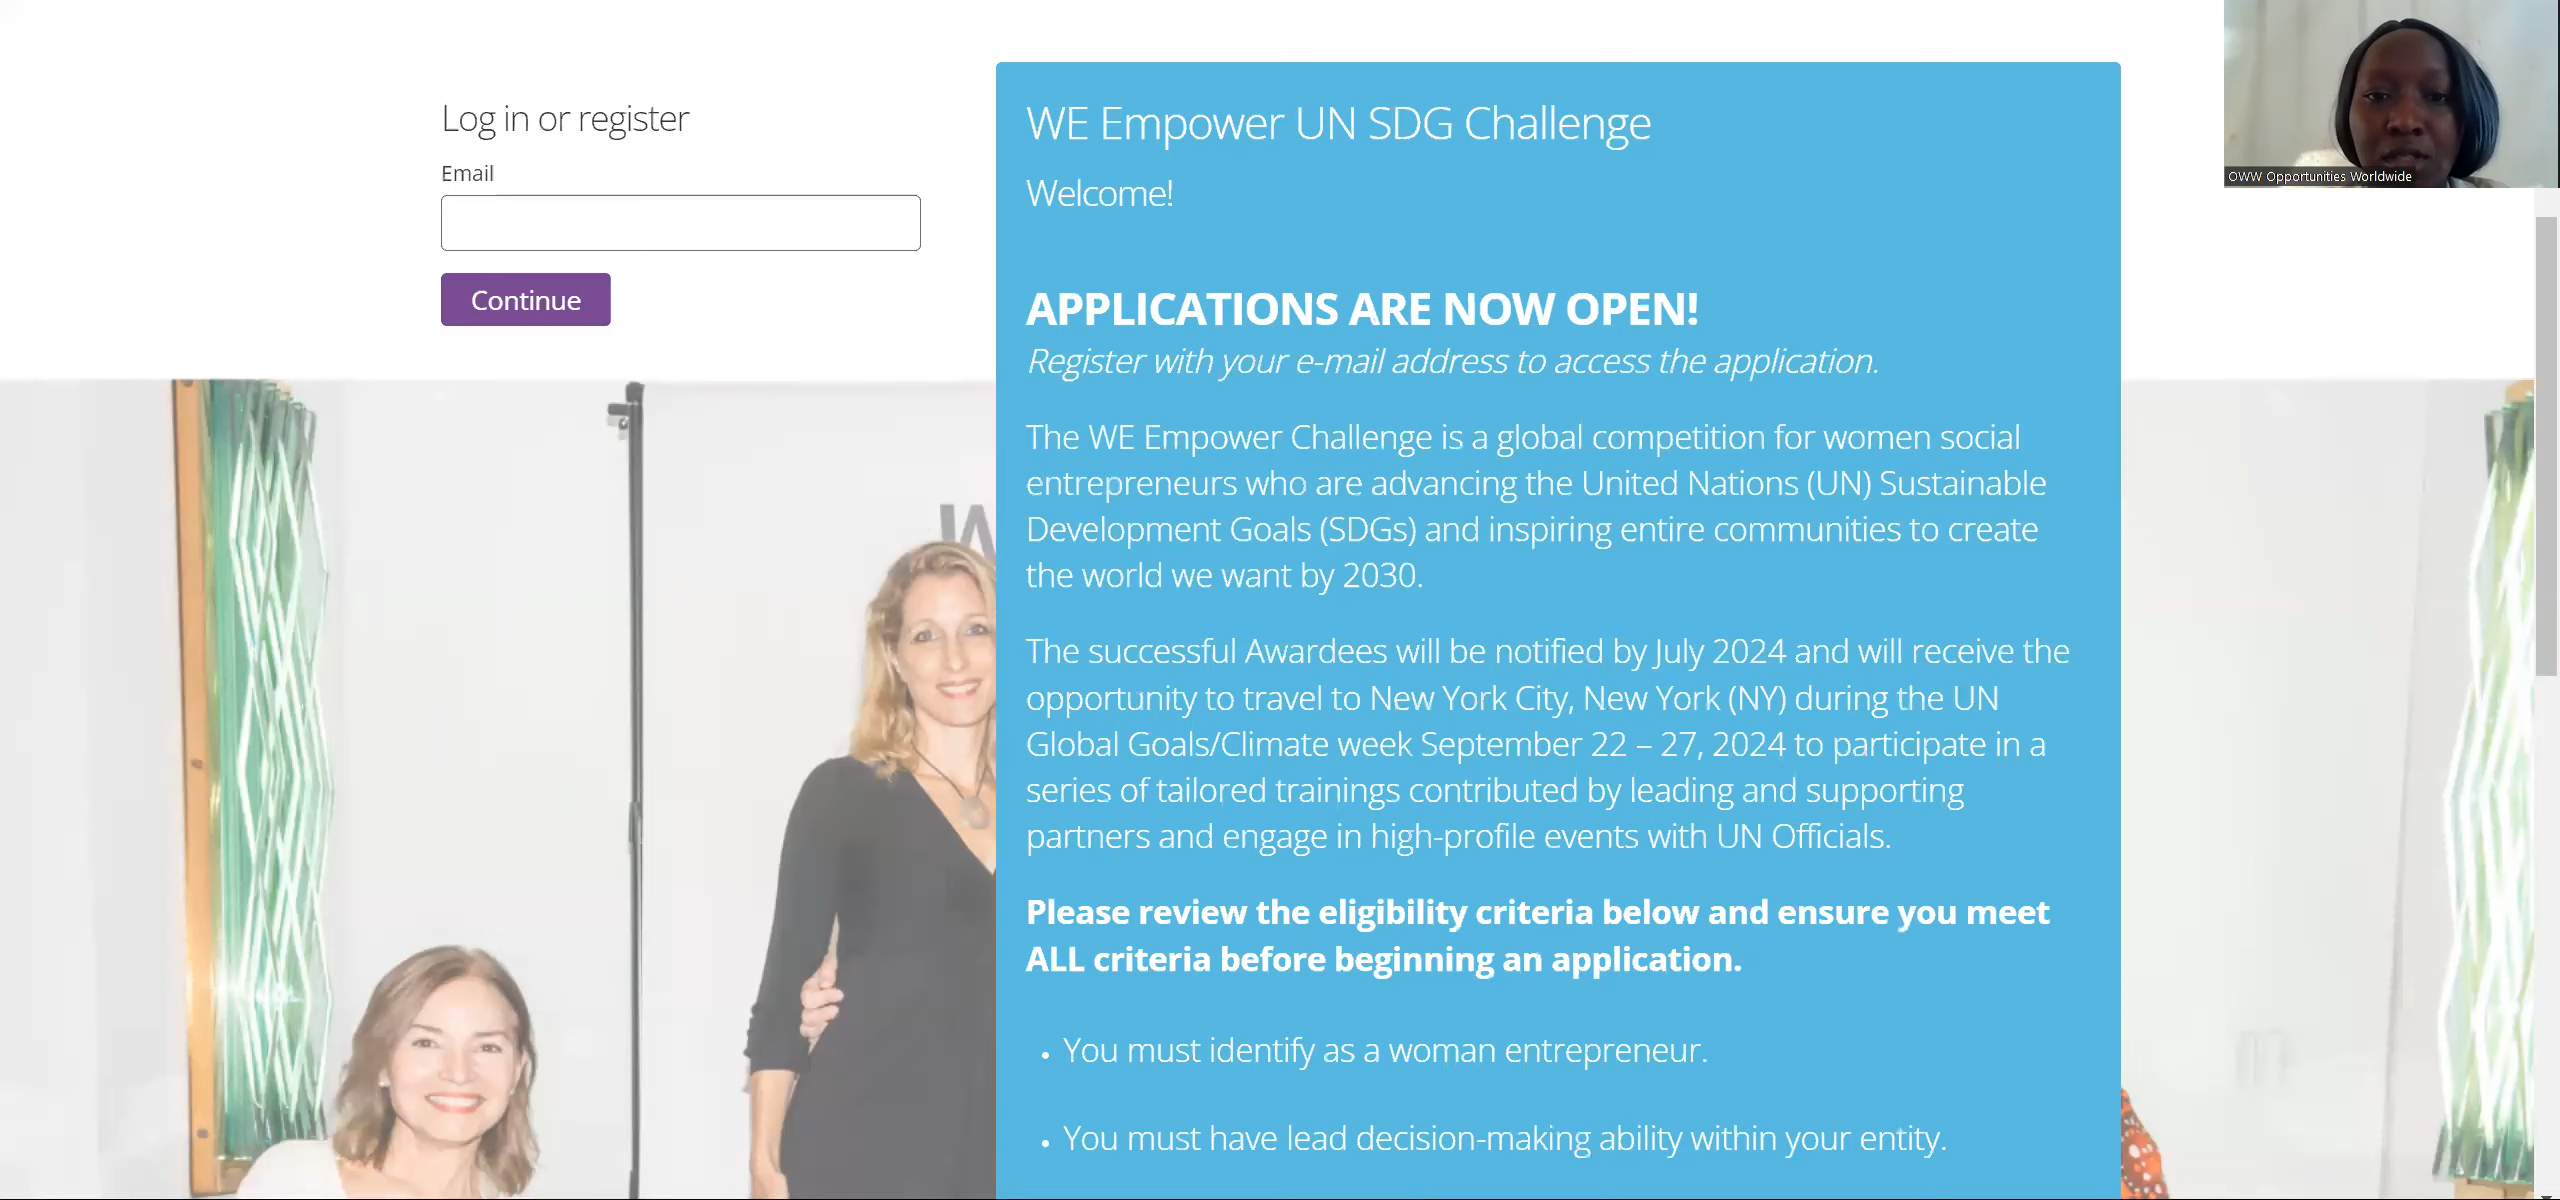 Log in or register
Email
Continue
WE Empower UN SDG Challenge
Welcome!
APPLICATIONS ARE NOW OPEN!
Register with your e-mail address to access the application.
The WE Empower Challenge is a global competition for women social
entrepreneurs who are advancing the United Nations (UN) Sustainable
Development Goals (SDGs) and inspiring entire communities to create
the world we want by 2030.
The successful Awardees will be notified by July 2024 and will receive the
opportunity to travel to New York City, New York (NY) during the UN
Global Goals/Climate week September 22 – 27, 2024 to participate in a
series of tailored trainings contributed by leading and supporting
partners and engage in high-profile events with UN Officials.
Please review the eligibility criteria below and ensure you meet
ALL criteria before beginning an application.
• You must identify as a woman entrepreneur.
• You must have lead decision-making ability within your entity.
OWW Opportunities Worldwide